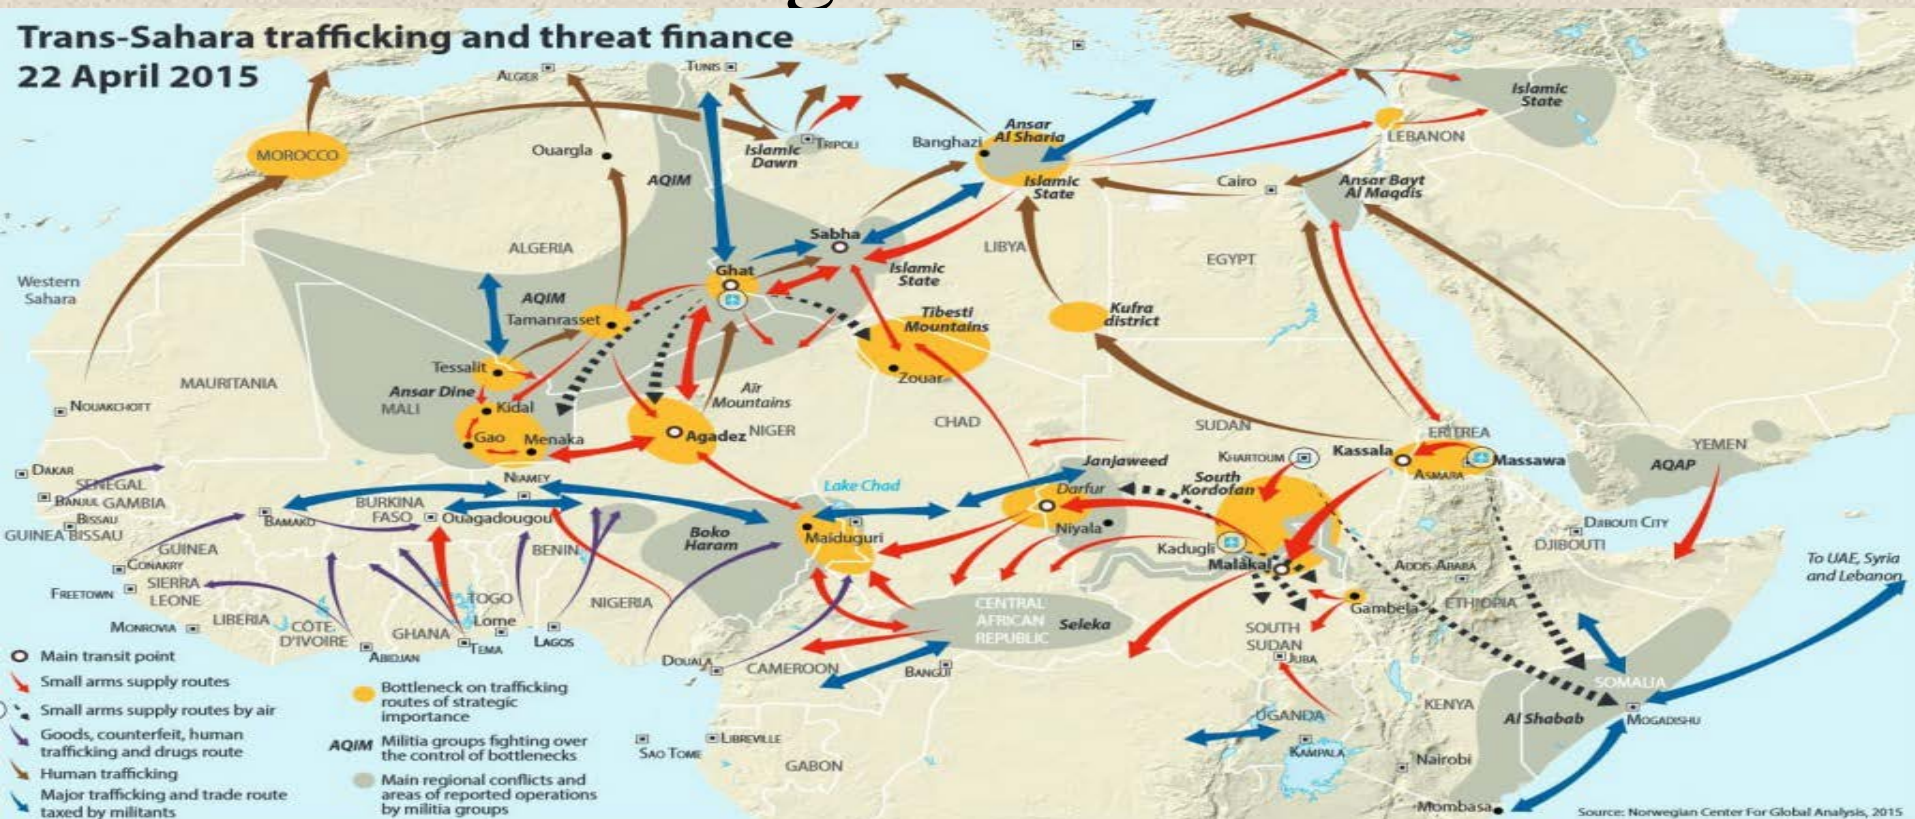 Trans-Sahara trafficking and threat finance
22 April 2015
ALGIER
TUNIS
MOROCCO
Ouargla
AQIM
Islamic
Dawn
TRIPOLI
Banghazi
Ansar
Al Sharia
Islamic
State
LEBANON
Islamic
State
Cairo
Ansar Bayt
Al Maqdis
Western
Sahara
ALGERIA
Sabha
LIBYA
EGYPT
Ghat
Islamic
State
AQIM
Tamanrasset
Tibesti
Mountains
Kufra
district
Tessalit
Zouar
MAURITANIA
Ansar Dine
MALI
Kidal
Aïr
Mountains
NOUAKCHOTT
Gao
Menaka
Agadez
NIGER
CHAD
SUDAN
ERITREA
YEMEN
AQAP
KHARTOUM
Kassala
ASMARA
Massawa
DAKAR
SENEGAL
BANJUL
GAMBIA
BISSAU
GUINEA BISSAU
NIAMEY
BURKINA
FASO
BAMAKO
Ouagadougou
Lake Chad
Janjaweed
Darfur
South
Kordofan
Niyala
Boko
Haram
Maiduguri
BENIN
Kadugli
Malakal
DJIBOUTI CITY
DJIBOUTI
GUINEA
CONAKRY
SIERRA
LEONE
FREETOWN
ADDIS ABABA
To UAE, Syria
and Lebanon
Gambela
ETHIOPIA
NIGERIA
TOGO
Lome
CENTRAL
AFRICAN
REPUBLIC
Seleka
MONROVIA
LIBERIA
CÔTE
D'IVOIRE
GHANA
ABIDJAN
TEMA
LAGOS
DOUALA
CAMEROON
BANGUI
SOUTH
SUDAN
JUBA
SOMALIA
UGANDA
KENYA
Al Shabab
MOGADISHU
KAMPALA
Nairobi
Mombasa
SAO TOME
LIBREVILLE
GABON
Main transit point
Small arms supply routes
Small arms supply routes by air
Goods, counterfeit, human
trafficking and drugs route
Human trafficking
Major trafficking and trade route
taxed by militants
Bottleneck on trafficking
routes of strategic
importance
AQIM Militia groups fighting over
the control of bottlenecks
Main regional conflicts and
areas of reported operations
by militia groups
Source: Norwegian Center For Global Analysis, 2015